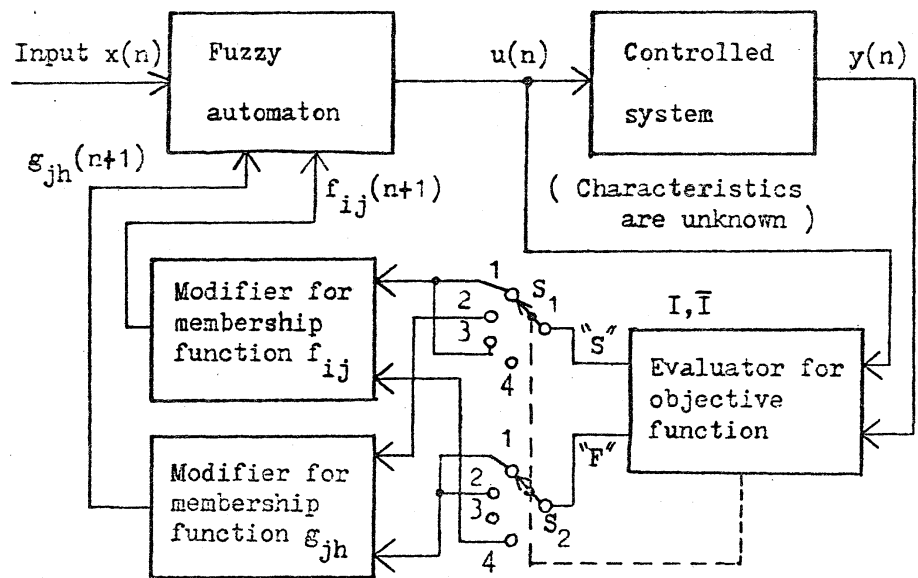 Input x(n)
Fuzzy
automaton
u(n)
Controlled
system
y(n)
g_jh(n+1)
f_ij(n+1)
( Characteristics
are unknown )
Modifier for
membership
function f_ij
1
2
3
4
S_1
"S"
I, Ī
Evaluator for
objective
function
Modifier for
membership
function g_jh
1
2
3
4
S_2
"F"